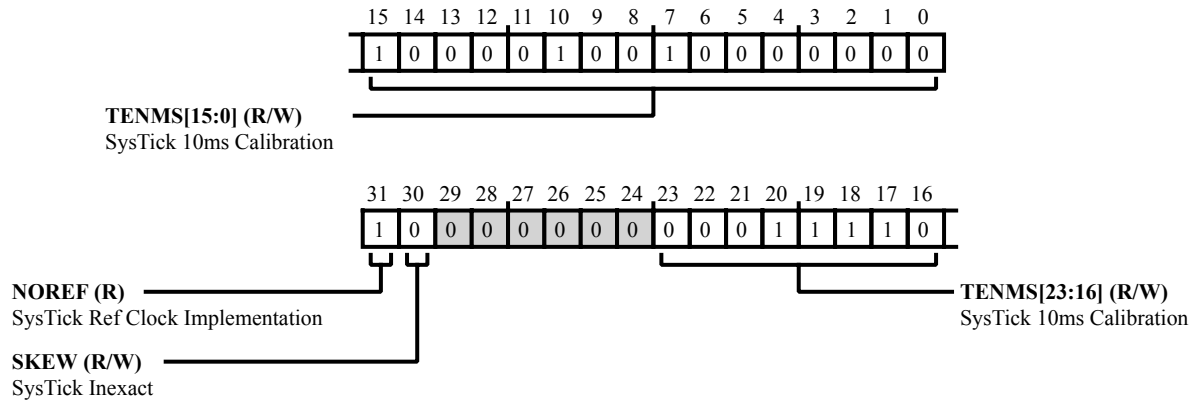 15 14 13 12 11 10 9 8 7 6 5 4 3 2 1 0
1 0 0 0 0 1 0 0 1 0 0 0 0 0 0 0
TENMS[15:0] (R/W)
SysTick 10ms Calibration
31 30 29 28 27 26 25 24 23 22 21 20 19 18 17 16
1 0 0 0 0 0 0 0 0 0 0 1 1 1 1 0
NOREF (R)
SysTick Ref Clock Implementation
TENMS[23:16] (R/W)
SysTick 10ms Calibration
SKEW (R/W)
SysTick Inexact